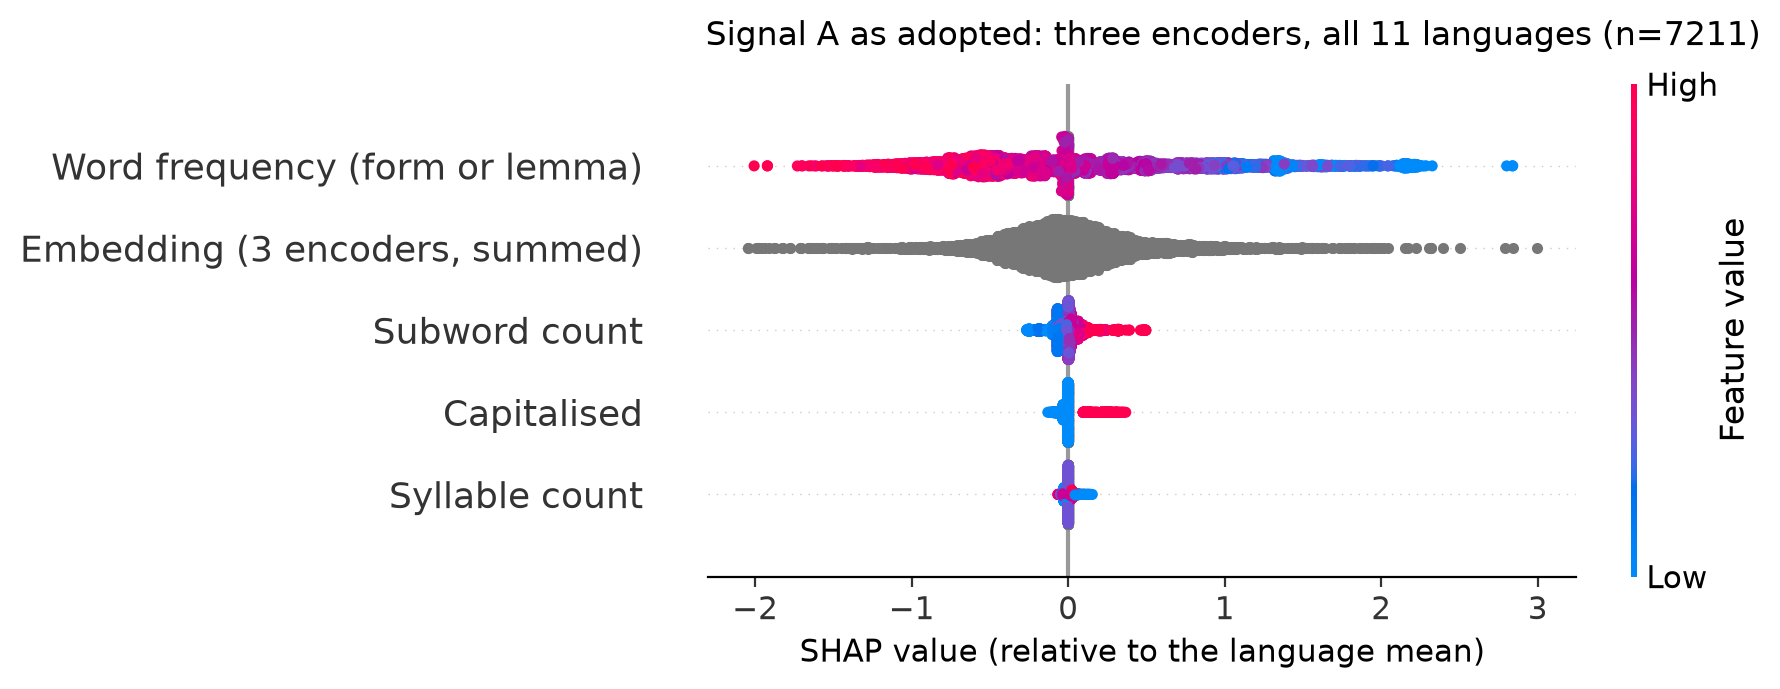 Signal A as adopted: three encoders, all 11 languages (n=7211)
High
Word frequency (form or lemma)
Embedding (3 encoders, summed)
Subword count
Capitalised
Syllable count
Feature value
Low
−2 −1 0 1 2 3
SHAP value (relative to the language mean)